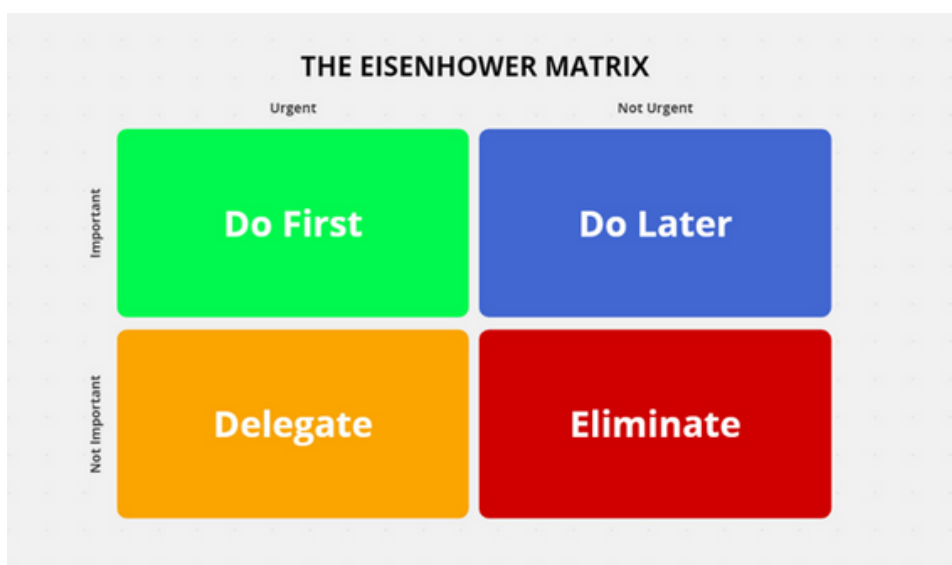 THE EISENHOWER MATRIX
Urgent
Not Urgent
Important
Do First
Do Later
Not Important
Delegate
Eliminate